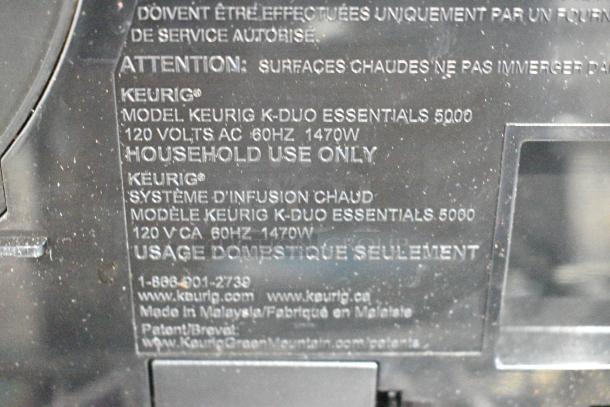 DOIVENT ÊTRE EFFECTUÉES UNIQUEMENT PAR UN FOURN
DE SERVICE AUTORISÉ.
ATTENTION: SURFACES CHAUDES NE PAS IMMERGER DA
KEURIG®
MODEL KEURIG K-DUO ESSENTIALS 5000
120 VOLTS AC 60HZ 1470W
HOUSEHOLD USE ONLY
KEURIG®
SYSTÈME D'INFUSION CHAUD
MODÈLE KEURIG K-DUO ESSENTIALS 5000
120 V CA 60HZ 1470W
USAGE DOMESTIQUE SEULEMENT
1-866-901-2739
www.keurig.com www.keurig.ca
Made in Malaysia/Fabriqué en Malaisie
Patent/Brevet:
www.KeurigGreenMountain.com/patents